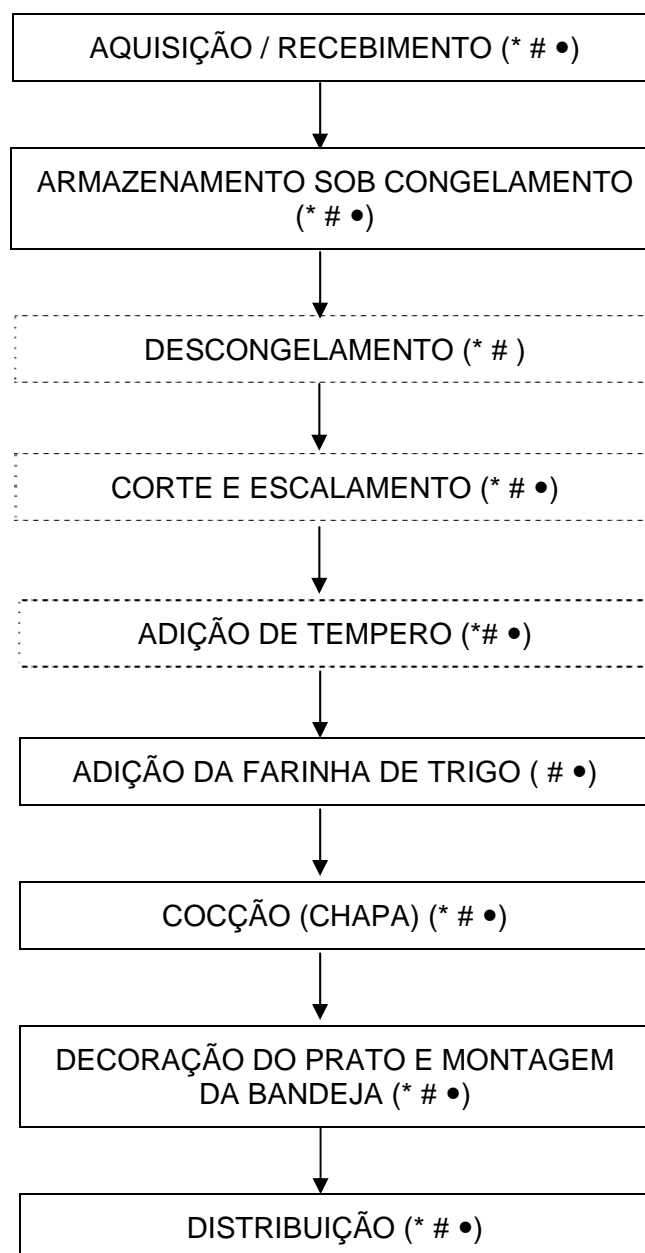 AQUISIÇÃO / RECEBIMENTO (* # ●)
ARMAZENAMENTO SOB CONGELAMENTO
(* # ●)
DESCONGELAMENTO (* # )
CORTE E ESCALAMENTO (* # ●)
ADIÇÃO DE TEMPERO (*# ●)
ADIÇÃO DA FARINHA DE TRIGO ( # ●)
COCÇÃO (CHAPA) (* # ●)
DECORAÇÃO DO PRATO E MONTAGEM
DA BANDEJA (* # ●)
DISTRIBUIÇÃO (* # ●)